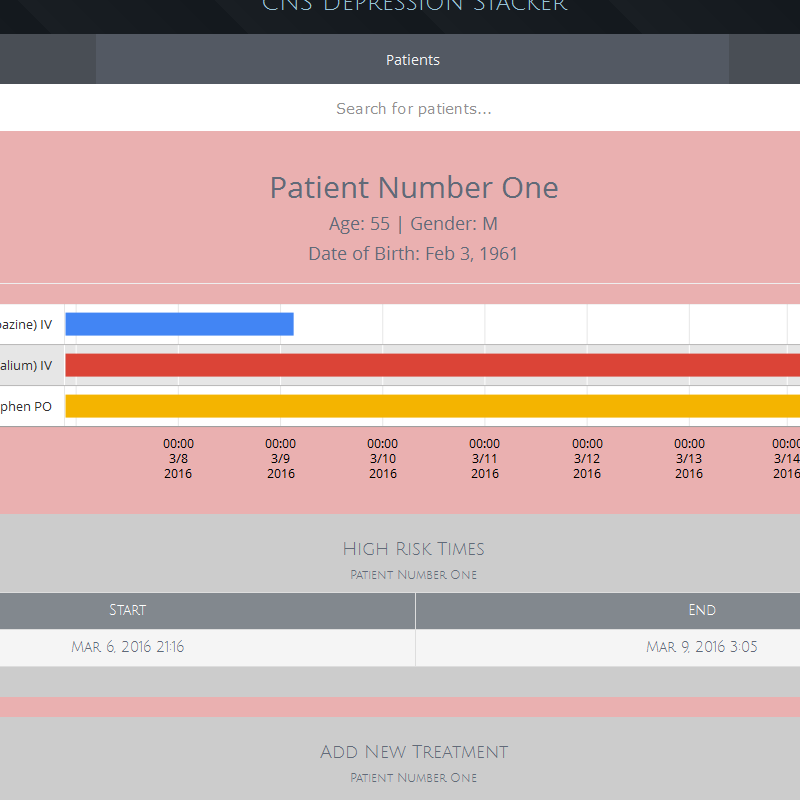 CNS Depression Stacker
Patients
Search for patients...
Patient Number One
Age: 55 | Gender: M
Date of Birth: Feb 3, 1961
azine) IV
alium) IV
phen PO
00:00 00:00 00:00 00:00 00:00 00:00 00:00
3/8 3/9 3/10 3/11 3/12 3/13 3/14
2016 2016 2016 2016 2016 2016 2016
High Risk Times
Patient Number One
Start End
Mar 6, 2016 21:16 Mar 9, 2016 3:05
Add New Treatment
Patient Number One